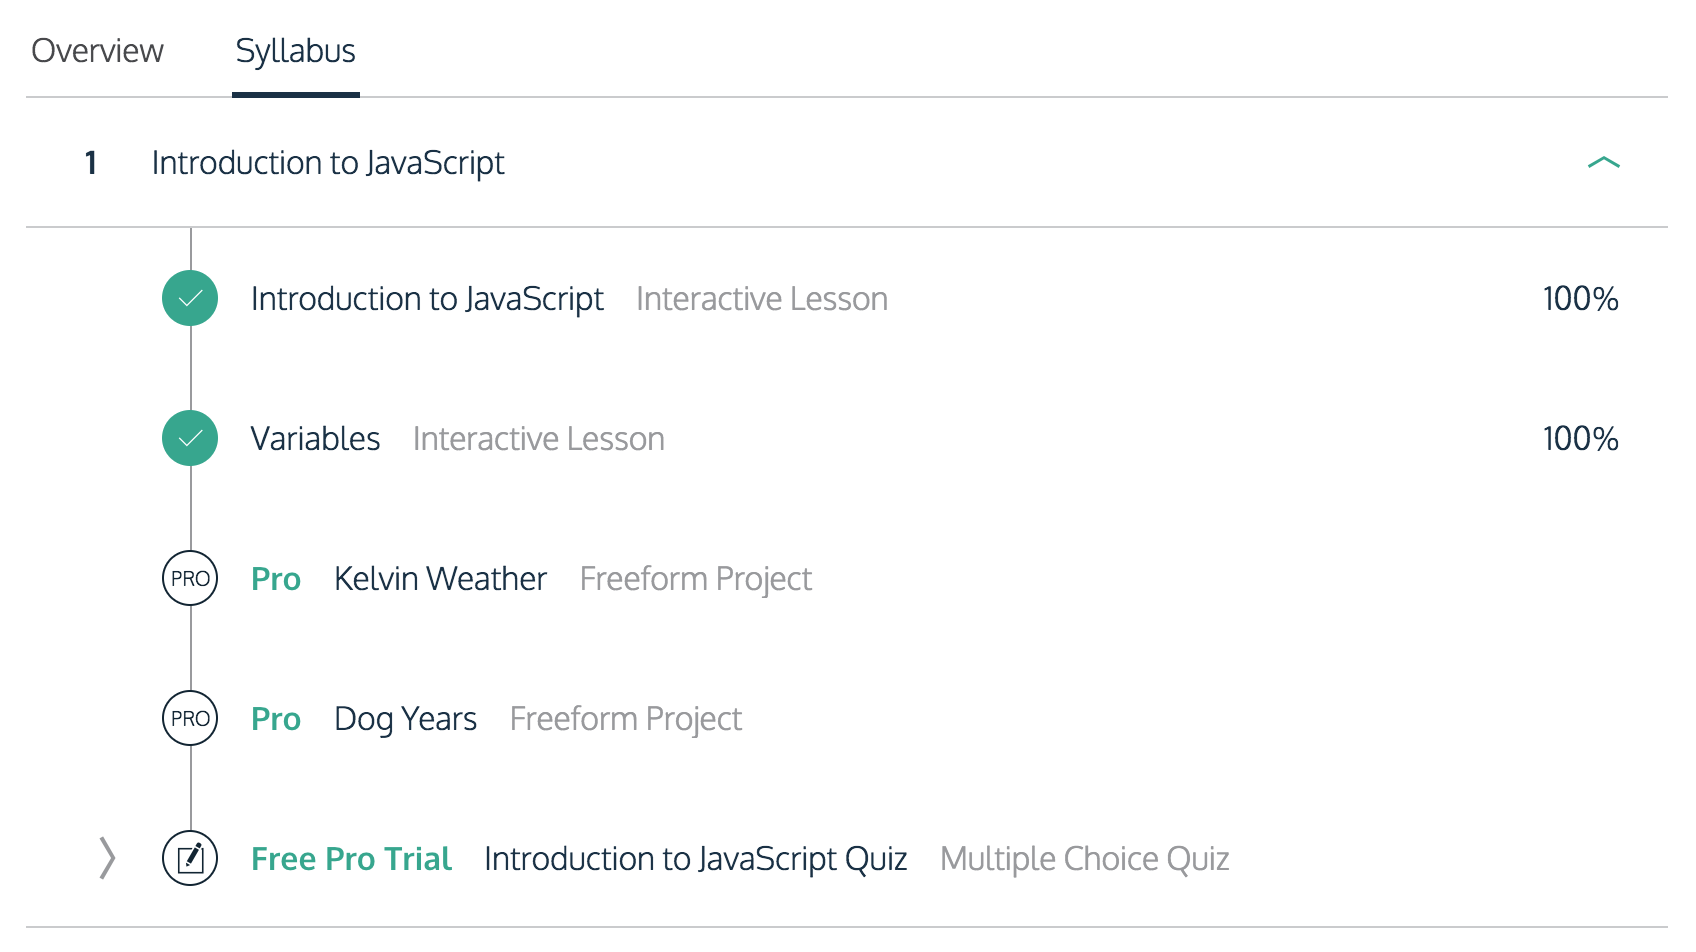 Overview Syllabus
1 Introduction to JavaScript
Introduction to JavaScript Interactive Lesson 100%
Variables Interactive Lesson 100%
PRO Pro Kelvin Weather Freeform Project
PRO Pro Dog Years Freeform Project
Free Pro Trial Introduction to JavaScript Quiz Multiple Choice Quiz